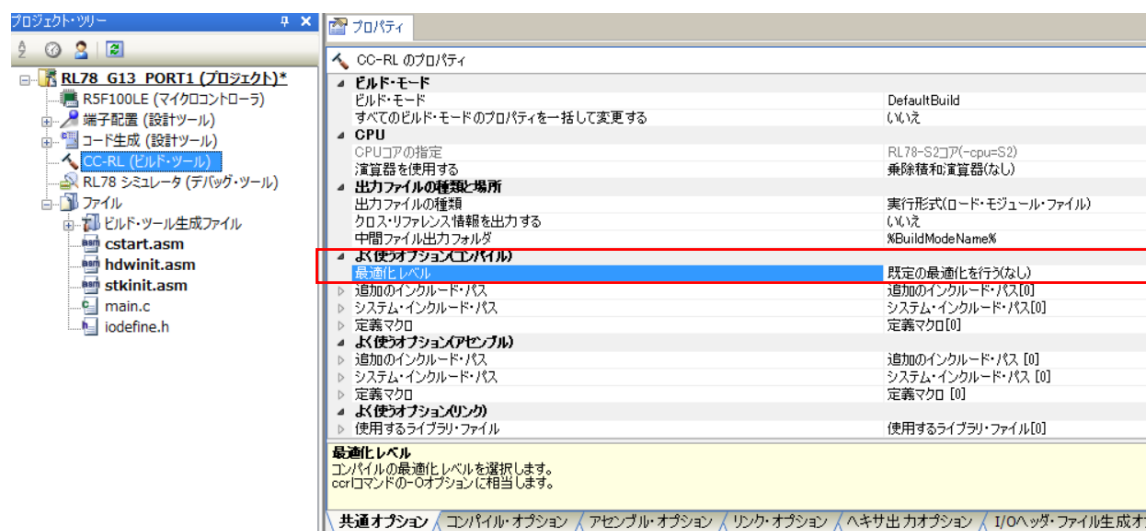 プロジェクト・ツリー
プロパティ
RL78_G13_PORT1 (プロジェクト)*
R5F100LE (マイクロコントローラ)
端子配置 (設計ツール)
コード生成 (設計ツール)
CC-RL (ビルド・ツール)
RL78 シミュレータ (デバッグ・ツール)
ファイル
ビルド・ツール生成ファイル
cstart.asm
hdwinit.asm
stkinit.asm
main.c
iodefine.h
CC-RL のプロパティ
ビルド・モード
ビルド・モード DefaultBuild
すべてのビルド・モードのプロパティを一括して変更する いいえ
CPU
CPUコアの指定 RL78-S2コア(-cpu=S2)
演算器を使用する 乗除積和演算器(なし)
出力ファイルの種類と場所
出力ファイルの種類 実行形式(ロード・モジュール・ファイル)
クロス・リファレンス情報を出力する いいえ
中間ファイル出力フォルダ %BuildModeName%
よく使うオプション(コンパイル)
最適化レベル 既定の最適化を行う(なし)
追加のインクルード・パス 追加のインクルード・パス[0]
システム・インクルード・パス システム・インクルード・パス[0]
定義マクロ 定義マクロ[0]
よく使うオプション(アセンブル)
追加のインクルード・パス 追加のインクルード・パス [0]
システム・インクルード・パス システム・インクルード・パス [0]
定義マクロ 定義マクロ [0]
よく使うオプション(リンク)
使用するライブラリ・ファイル 使用するライブラリ・ファイル[0]
最適化レベル
コンパイルの最適化レベルを選択します。
ccrlコマンドの-Oオプションに相当します。
共通オプション コンパイル・オプション アセンブル・オプション リンク・オプション ヘキサ出力オプション I/Oヘッダ・ファイル生成オ